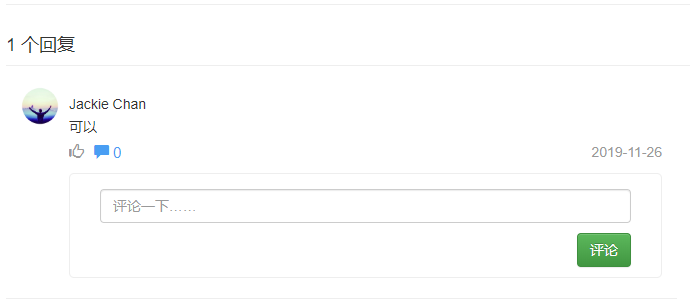 1 个回复
Jackie Chan
可以
0
2019-11-26
评论一下……
评论